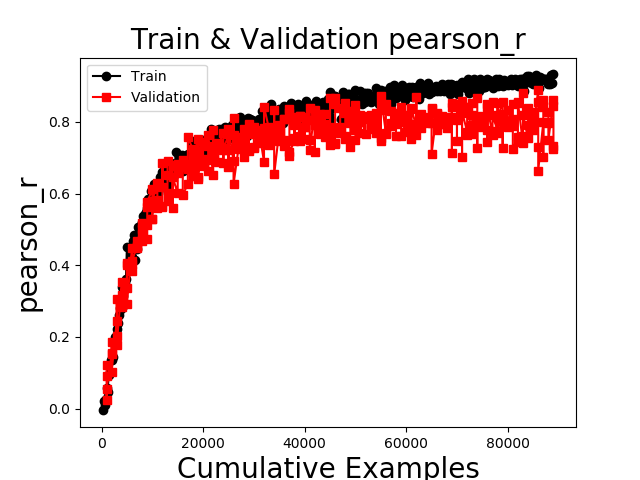 Train & Validation pearson_r
Train
Validation
pearson_r
0.8
0.6
0.4
0.2
0.0
0
20000
40000
60000
80000
Cumulative Examples